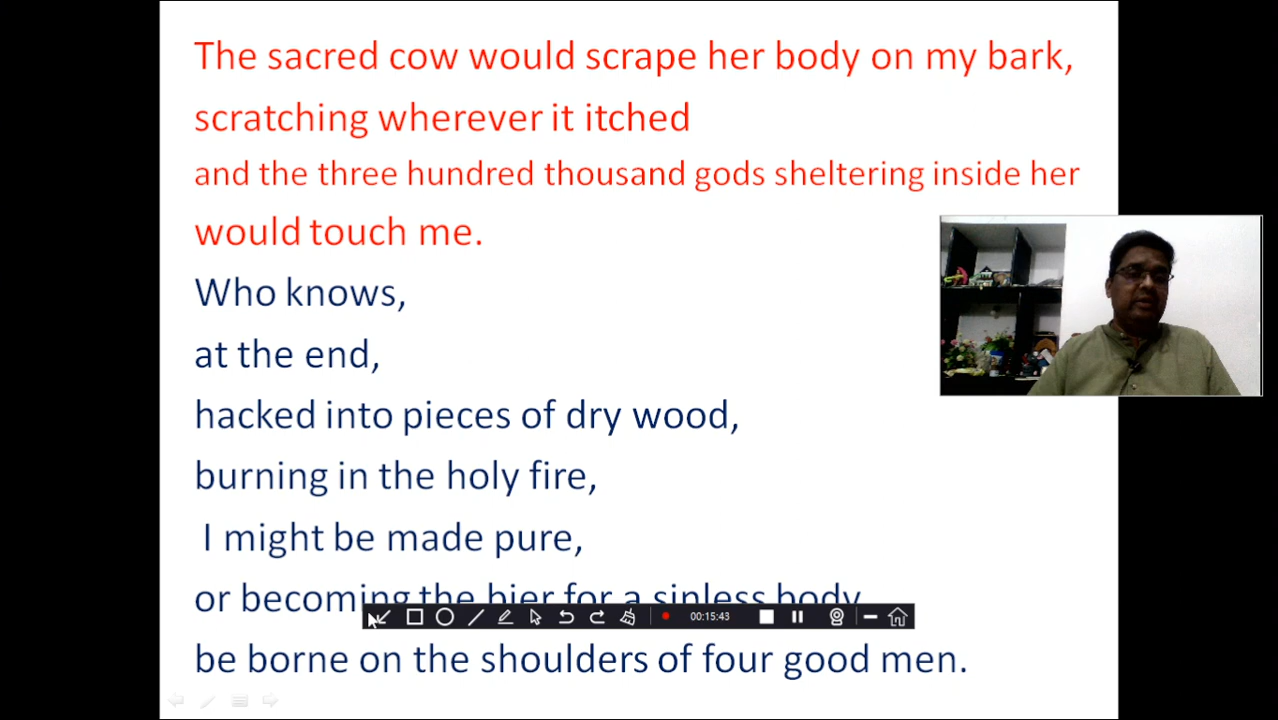 The sacred cow would scrape her body on my bark,
scratching wherever it itched
and the three hundred thousand gods sheltering inside her
would touch me.
Who knows,
at the end,
hacked into pieces of dry wood,
burning in the holy fire,
I might be made pure,
or becoming the bier for a sinless body
00:15:43
be borne on the shoulders of four good men.